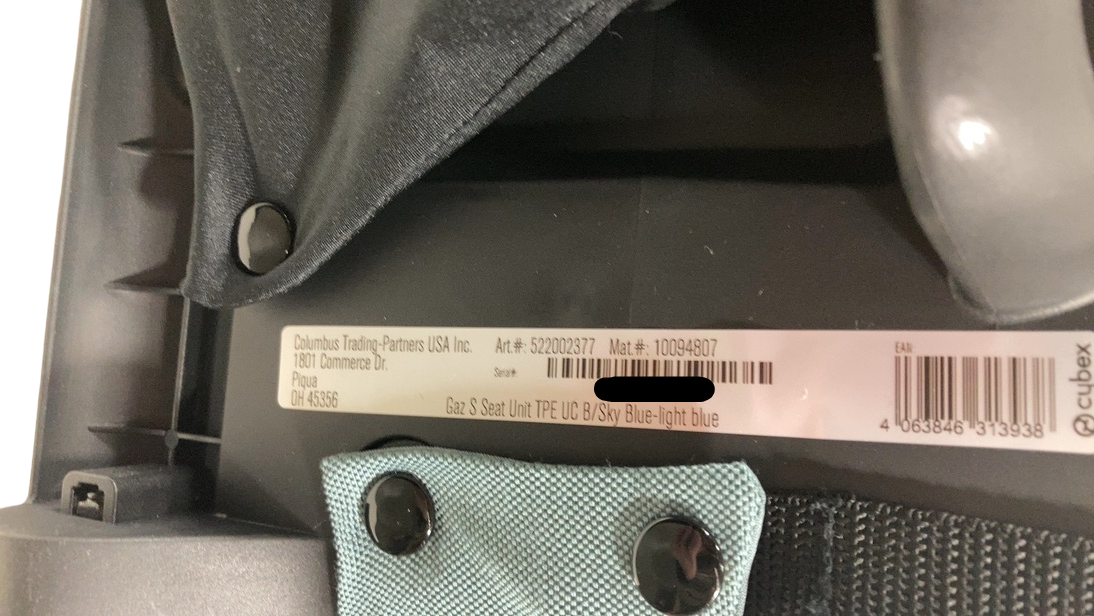 Columbus Trading-Partners USA Inc.
1801 Commerce Dr.
Piqua
OH 45356
Art.#: 522002377 Mat.#: 10094807
Serial#
Gaz S Seat Unit TPE UC B/Sky Blue-light blue
EAN
4 063846 313938
cybex